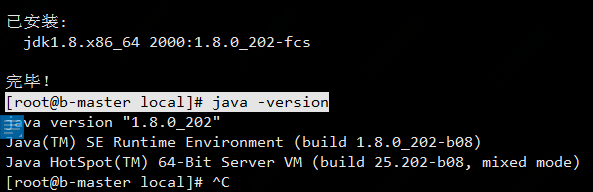 已安装:
jdk1.8.x86_64 2000:1.8.0_202-fcs
完毕!
[root@b-master local]# java -version
java version "1.8.0_202"
Java(TM) SE Runtime Environment (build 1.8.0_202-b08)
Java HotSpot(TM) 64-Bit Server VM (build 25.202-b08, mixed mode)
[root@b-master local]# ^C